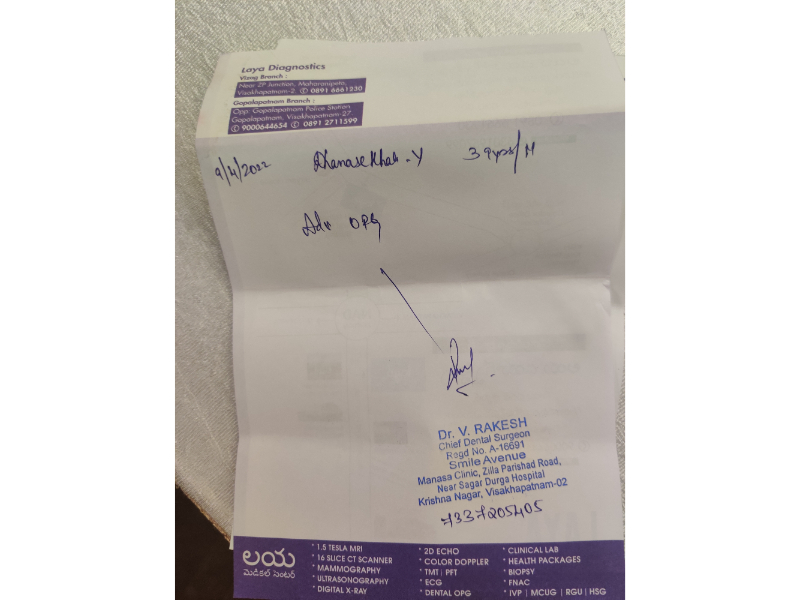 Laya Diagnostics
Vizag Branch :
Near 2F Junction, Maharanipeta,
Visakhapatnam-2. ✆ 0891 6661230
Gopalapatnam Branch :
Opp. Gopalapatnam Police Station
Gopalapatnam, Visakhapatnam-27.
✆ 9000644654 ✆ 0891 2711599
9/4/2022 Dhanasekhar - Y 39yrs/M
Adv OPG
Dr. V. RAKESH
Chief Dental Surgeon
Regd No. A-16691
Smile Avenue
Manasa Clinic, Zilla Parishad Road,
Near Sagar Durga Hospital
Krishna Nagar, Visakhapatnam-02
7337205405
లయ
మెడికల్ సెంటర్
* 1.5 TESLA MRI
* 16 SLICE CT SCANNER
* MAMMOGRAPHY
* ULTRASONOGRAPHY
* DIGITAL X-RAY
* 2D ECHO
* COLOR DOPPLER
* TMT | PFT
* ECG
* DENTAL OPG
* CLINICAL LAB
* HEALTH PACKAGES
* BIOPSY
* FNAC
* IVP | MCUG | RGU | HSG